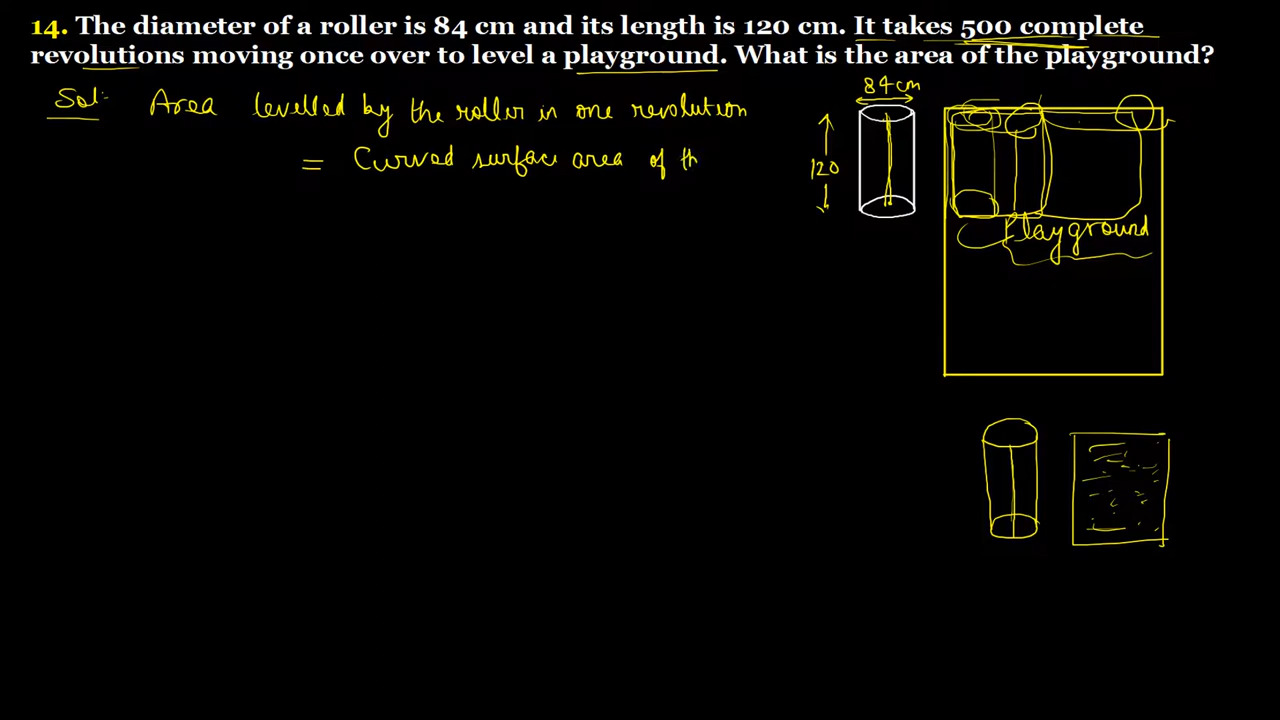 14. The diameter of a roller is 84 cm and its length is 120 cm. It takes 500 complete
revolutions moving once over to level a playground. What is the area of the playground?
Sol:- Area levelled by the roller in one revolution
= Curved surface area of th
84 cm
120
Playground